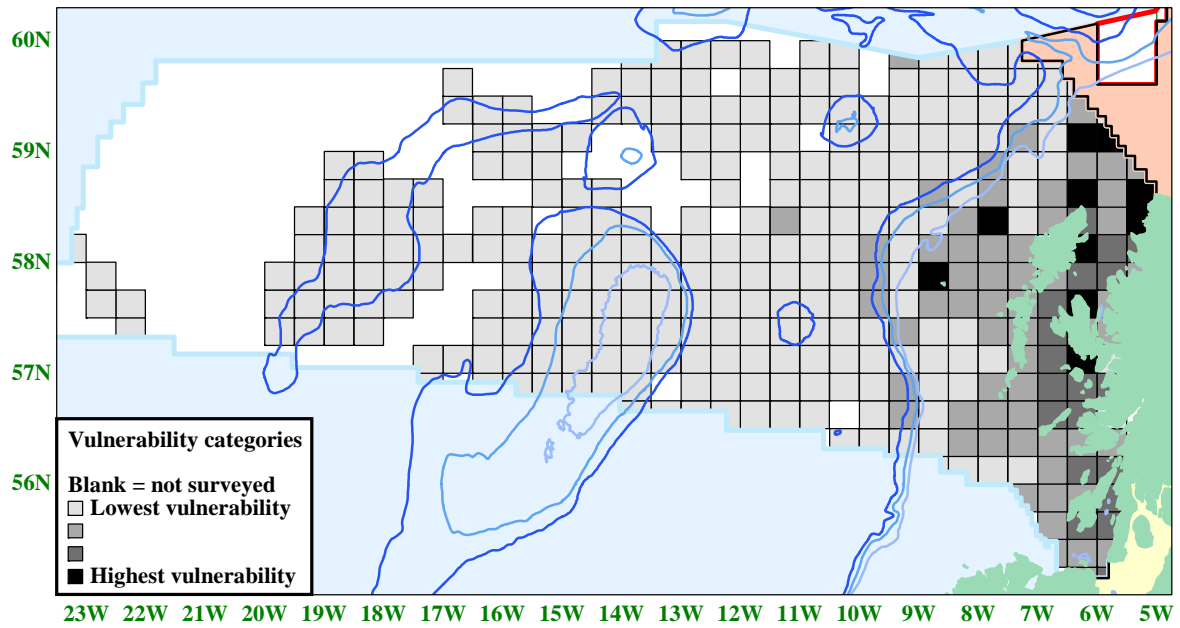 60N
59N
58N
57N
56N
Vulnerability categories
Blank = not surveyed
Lowest vulnerability
Highest vulnerability
23W 22W 21W 20W 19W 18W 17W 16W 15W 14W 13W 12W 11W 10W 9W 8W 7W 6W 5W